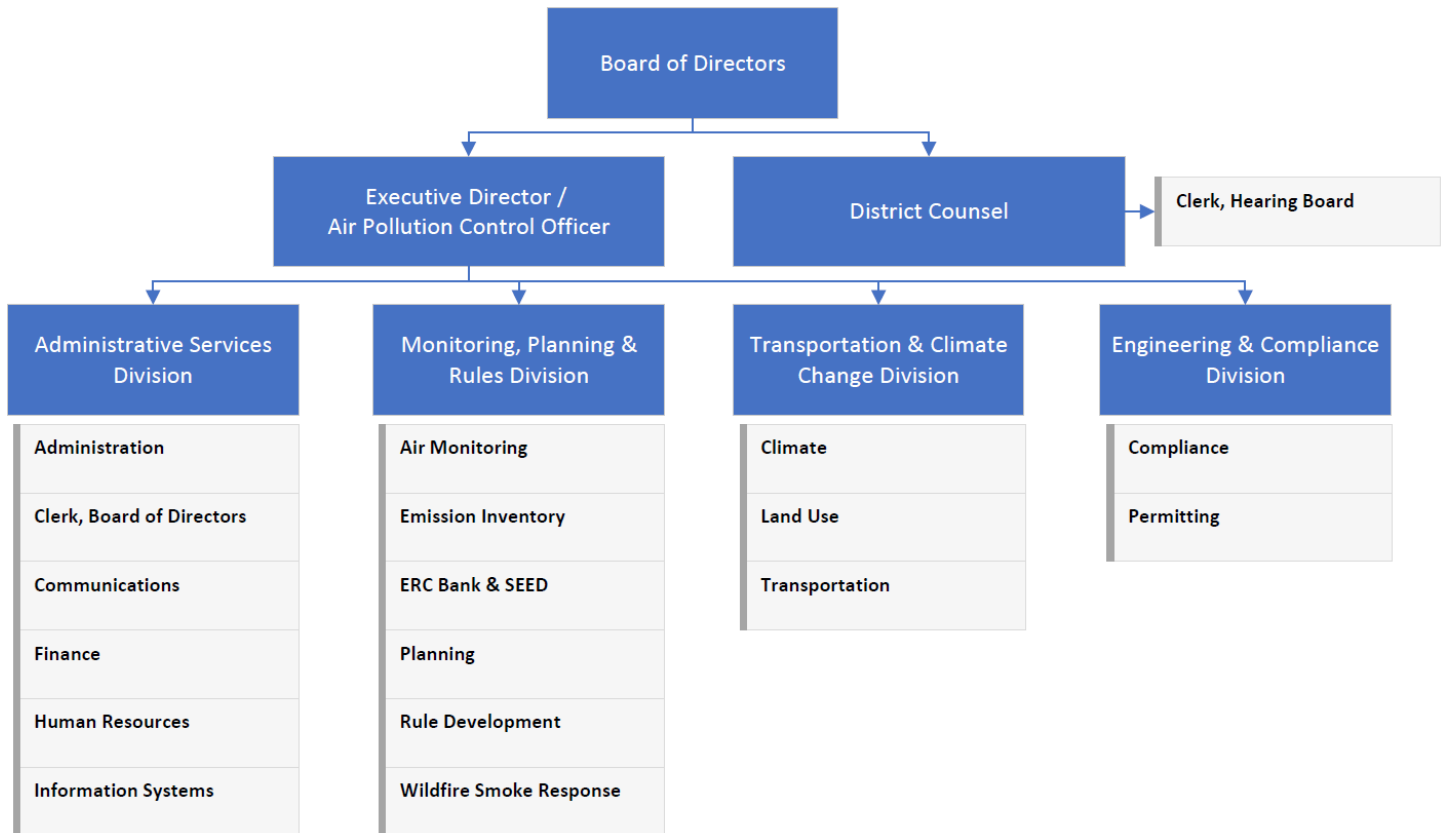 Board of Directors
Executive Director /
Air Pollution Control Officer
District Counsel
Clerk, Hearing Board
Administrative Services
Division
Administration
Clerk, Board of Directors
Communications
Finance
Human Resources
Information Systems
Monitoring, Planning &
Rules Division
Air Monitoring
Emission Inventory
ERC Bank & SEED
Planning
Rule Development
Wildfire Smoke Response
Transportation & Climate
Change Division
Climate
Land Use
Transportation
Engineering & Compliance
Division
Compliance
Permitting